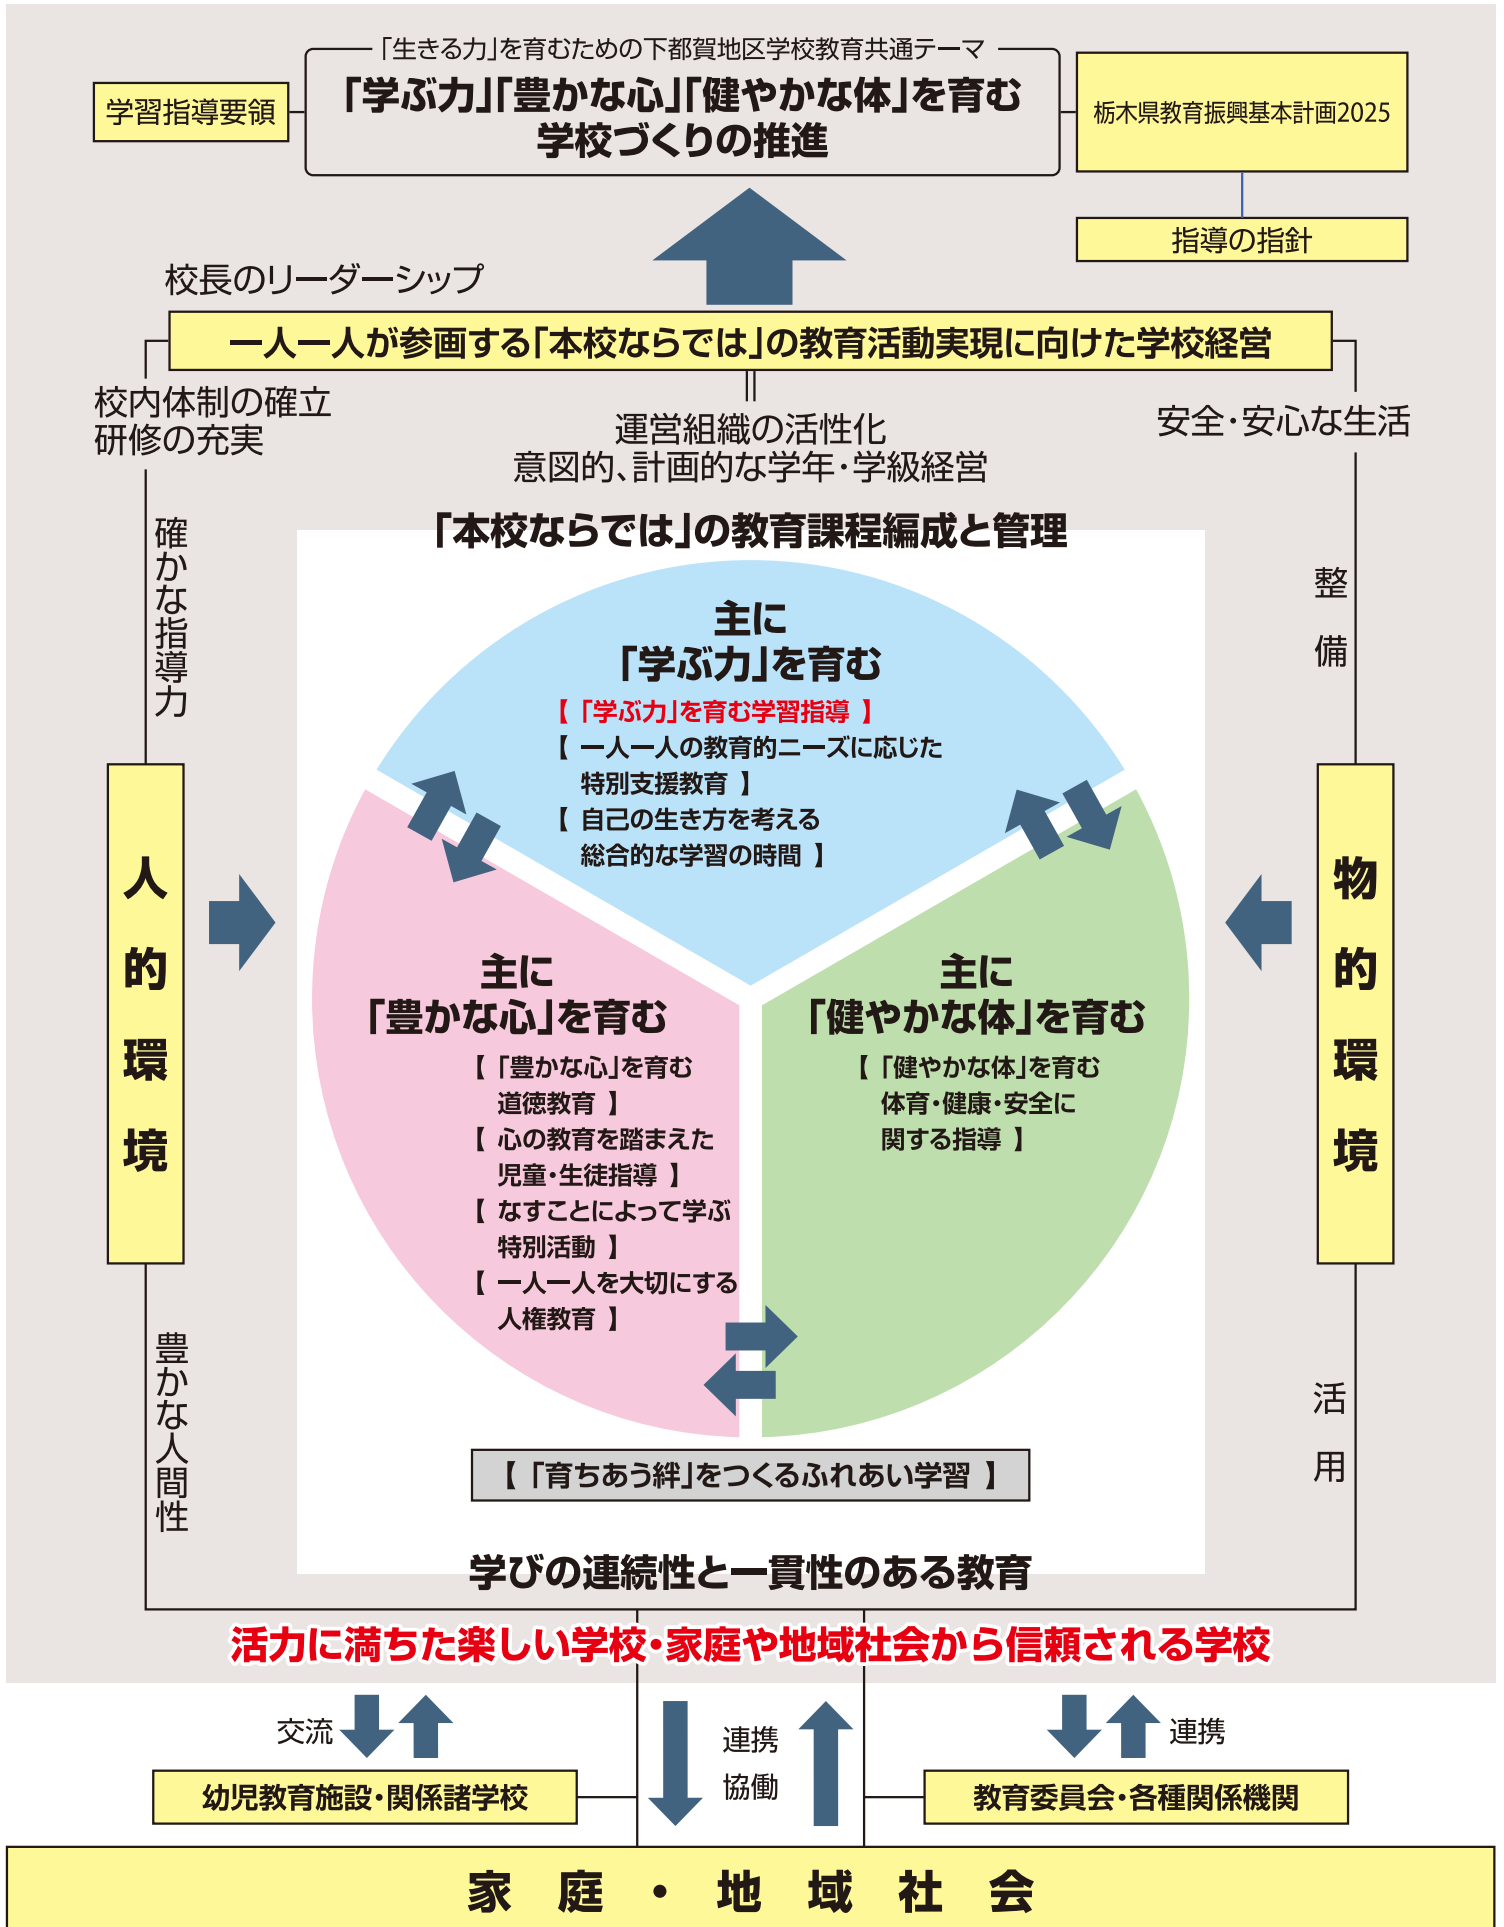 「生きる力」を育むための下都賀地区学校教育共通テーマ
「学ぶ力」「豊かな心」「健やかな体」を育む
学校づくりの推進
学習指導要領
栃木県教育振興基本計画2025
指導の指針
校長のリーダーシップ
一人一人が参画する「本校ならでは」の教育活動実現に向けた学校経営
校内体制の確立
研修の充実
運営組織の活性化
意図的、計画的な学年・学級経営
安全・安心な生活
「本校ならでは」の教育課程編成と管理
確かな指導力
人的環境
豊かな人間性
整備
物的環境
活用
主に
「学ぶ力」を育む
【 「学ぶ力」を育む学習指導 】
【 一人一人の教育的ニーズに応じた
特別支援教育 】
【 自己の生き方を考える
総合的な学習の時間 】
主に
「豊かな心」を育む
【 「豊かな心」を育む
道徳教育 】
【 心の教育を踏まえた
児童・生徒指導 】
【 なすことによって学ぶ
特別活動 】
【 一人一人を大切にする
人権教育 】
主に
「健やかな体」を育む
【 「健やかな体」を育む
体育・健康・安全に
関する指導 】
【 「育ちあう絆」をつくるふれあい学習 】
学びの連続性と一貫性のある教育
活力に満ちた楽しい学校・家庭や地域社会から信頼される学校
交流
連携
協働
連携
幼児教育施設・関係諸学校
教育委員会・各種関係機関
家庭・地域社会